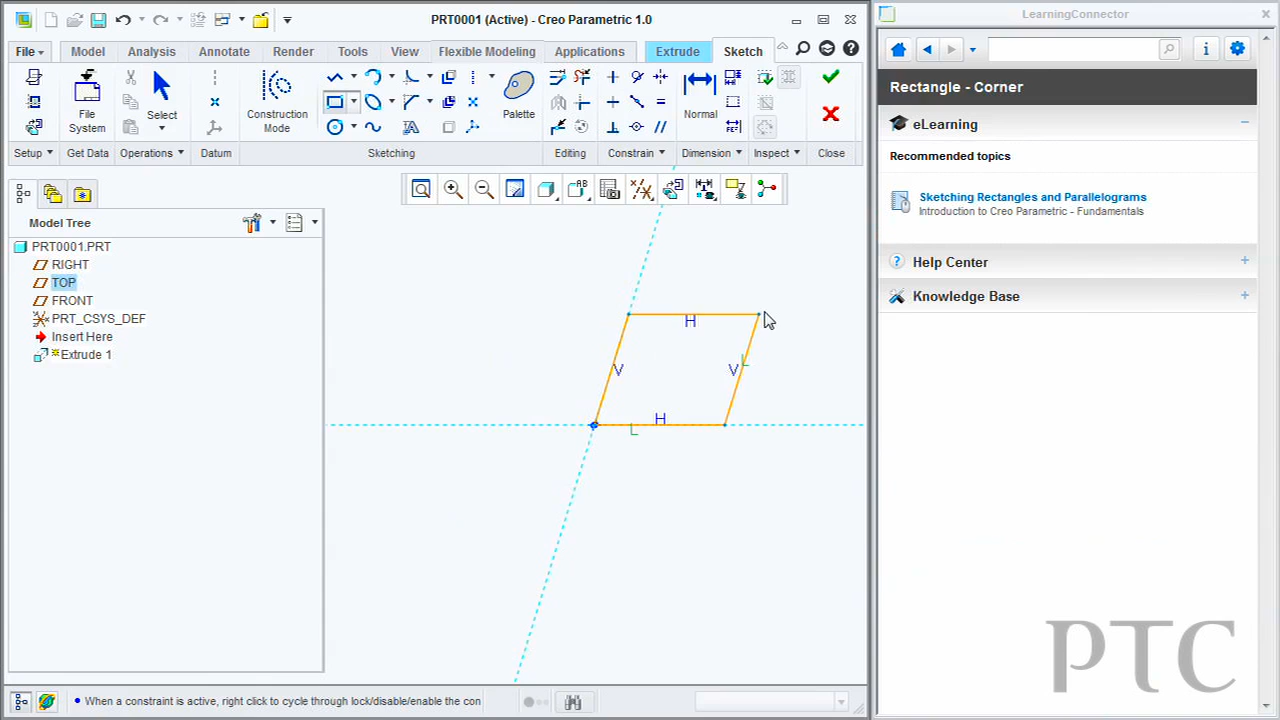 PRT0001 (Active) - Creo Parametric 1.0
File Model Analysis Annotate Render Tools View Flexible Modeling Applications Extrude Sketch
File System
Select
Construction Mode
Palette
Normal
Setup Get Data Operations Datum Sketching Editing Constrain Dimension Inspect Close
Model Tree
PRT0001.PRT
RIGHT
TOP
FRONT
PRT_CSYS_DEF
Insert Here
Extrude 1
H
V
V
L
H
L
When a constraint is active, right click to cycle through lock/disable/enable the con
LearningConnector
Rectangle - Corner
eLearning
Recommended topics
Sketching Rectangles and Parallelograms
Introduction to Creo Parametric - Fundamentals
Help Center
Knowledge Base
PTC